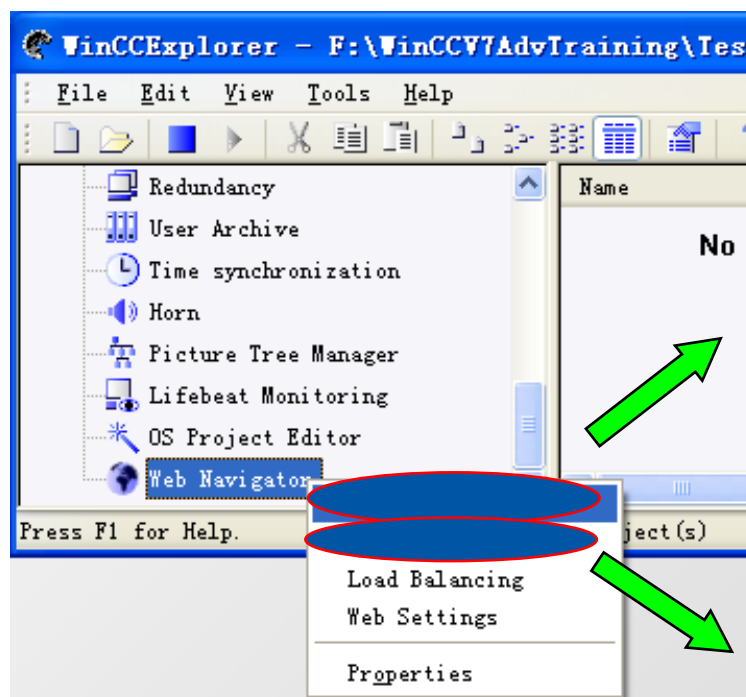 WinCCExplorer - F:\WinCCV7AdvTraining\Tes
File Edit View Tools Help
Name
Redundancy
User Archive
No
Time synchronization
Horn
Picture Tree Manager
Lifebeat Monitoring
OS Project Editor
Web Navigator
Press F1 for Help.
ject(s)
Load Balancing
Web Settings
Properties